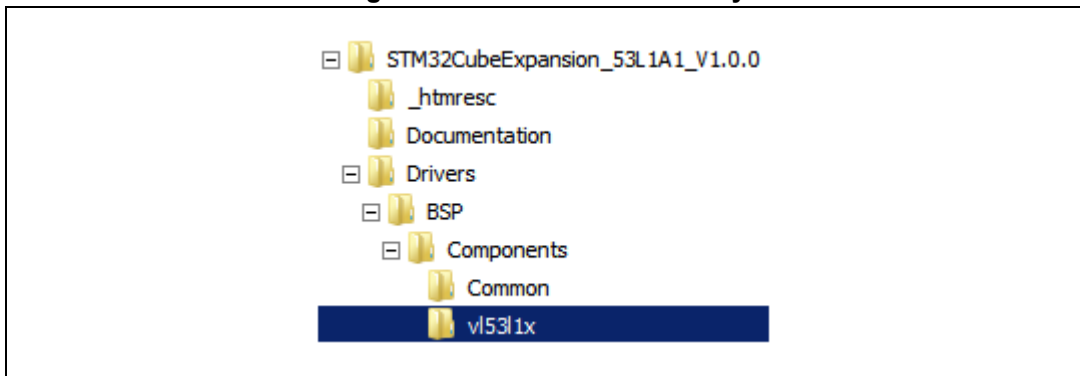 STM32CubeExpansion_53L1A1_V1.0.0
_htmresc
Documentation
Drivers
BSP
Components
Common
vl53l1x